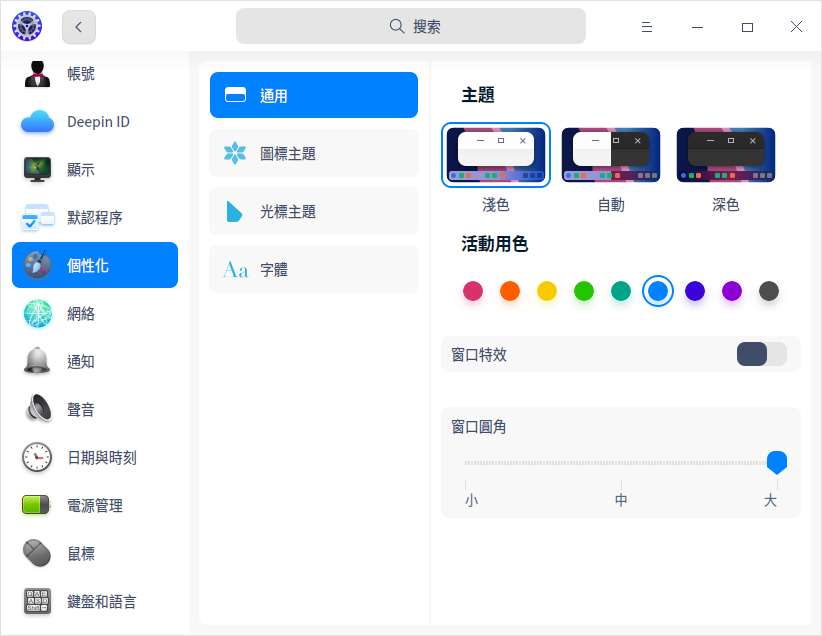 搜索
帳號
Deepin ID
顯示
默認程序
個性化
網絡
通知
聲音
日期與時刻
電源管理
鼠標
鍵盤和語言
通用
圖標主題
光標主題
Aa 字體
主題
淺色
自動
深色
活動用色
窗口特效
窗口圓角
小 中 大